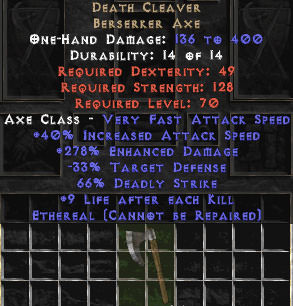 Death Cleaver
Berserker Axe
One-Hand Damage: 136 to 400
Durability: 14 of 14
Required Dexterity: 49
Required Strength: 128
Required Level: 70
Axe Class - Very Fast Attack Speed
+40% Increased Attack Speed
+278% Enhanced Damage
-33% Target Defense
66% Deadly Strike
+9 Life after each Kill
Ethereal (Cannot be Repaired)